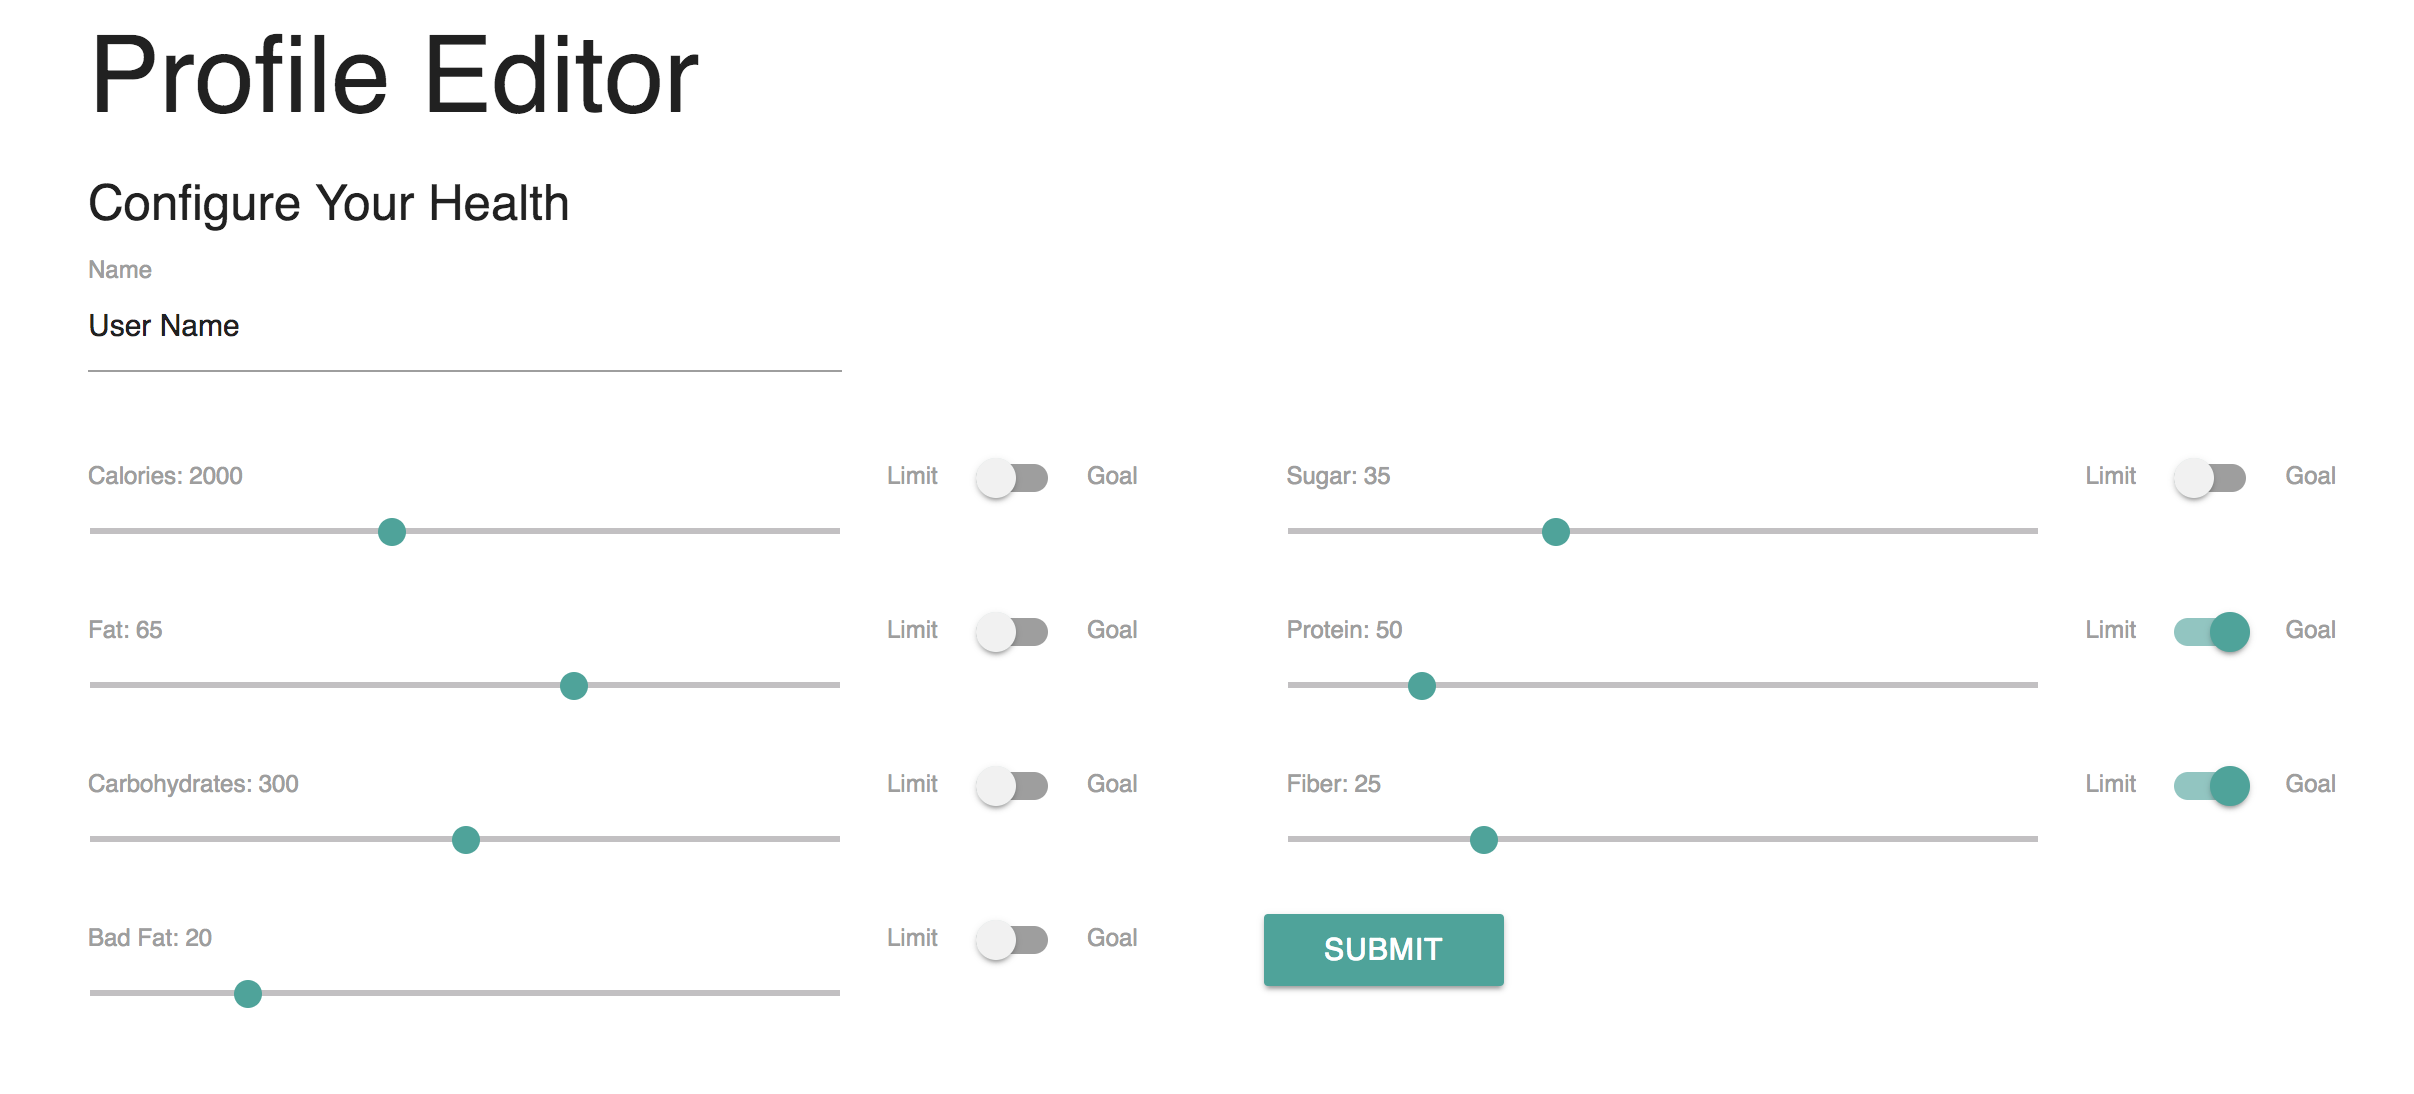 Profile Editor
Configure Your Health
Name
User Name
Calories: 2000 Limit Goal Sugar: 35 Limit Goal
Fat: 65 Limit Goal Protein: 50 Limit Goal
Carbohydrates: 300 Limit Goal Fiber: 25 Limit Goal
Bad Fat: 20 Limit Goal SUBMIT